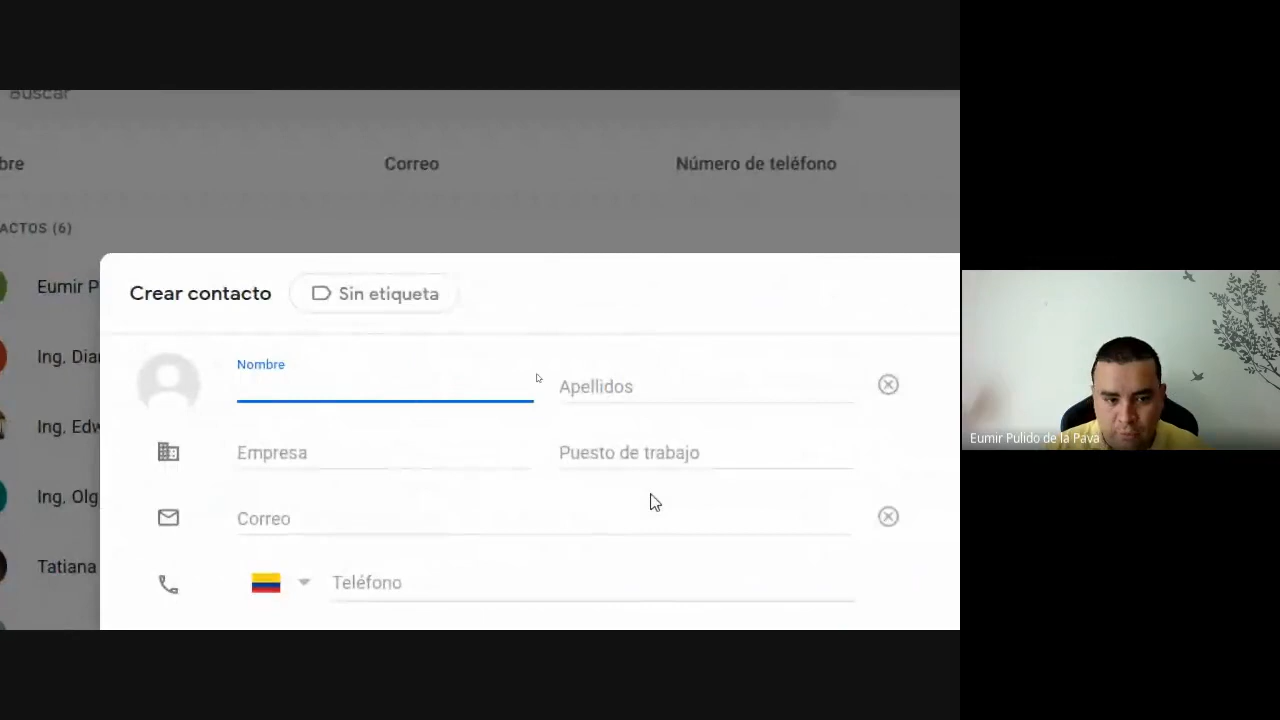 Buscar
bre
Correo
Número de teléfono
ACTOS (6)
Eumir P
Crear contacto
Sin etiqueta
Nombre
Ing. Diar
Apellidos
Ing. Edw
Empresa
Puesto de trabajo
Eumir Pulido de la Pava
Ing. Olg
Correo
Tatiana
Teléfono